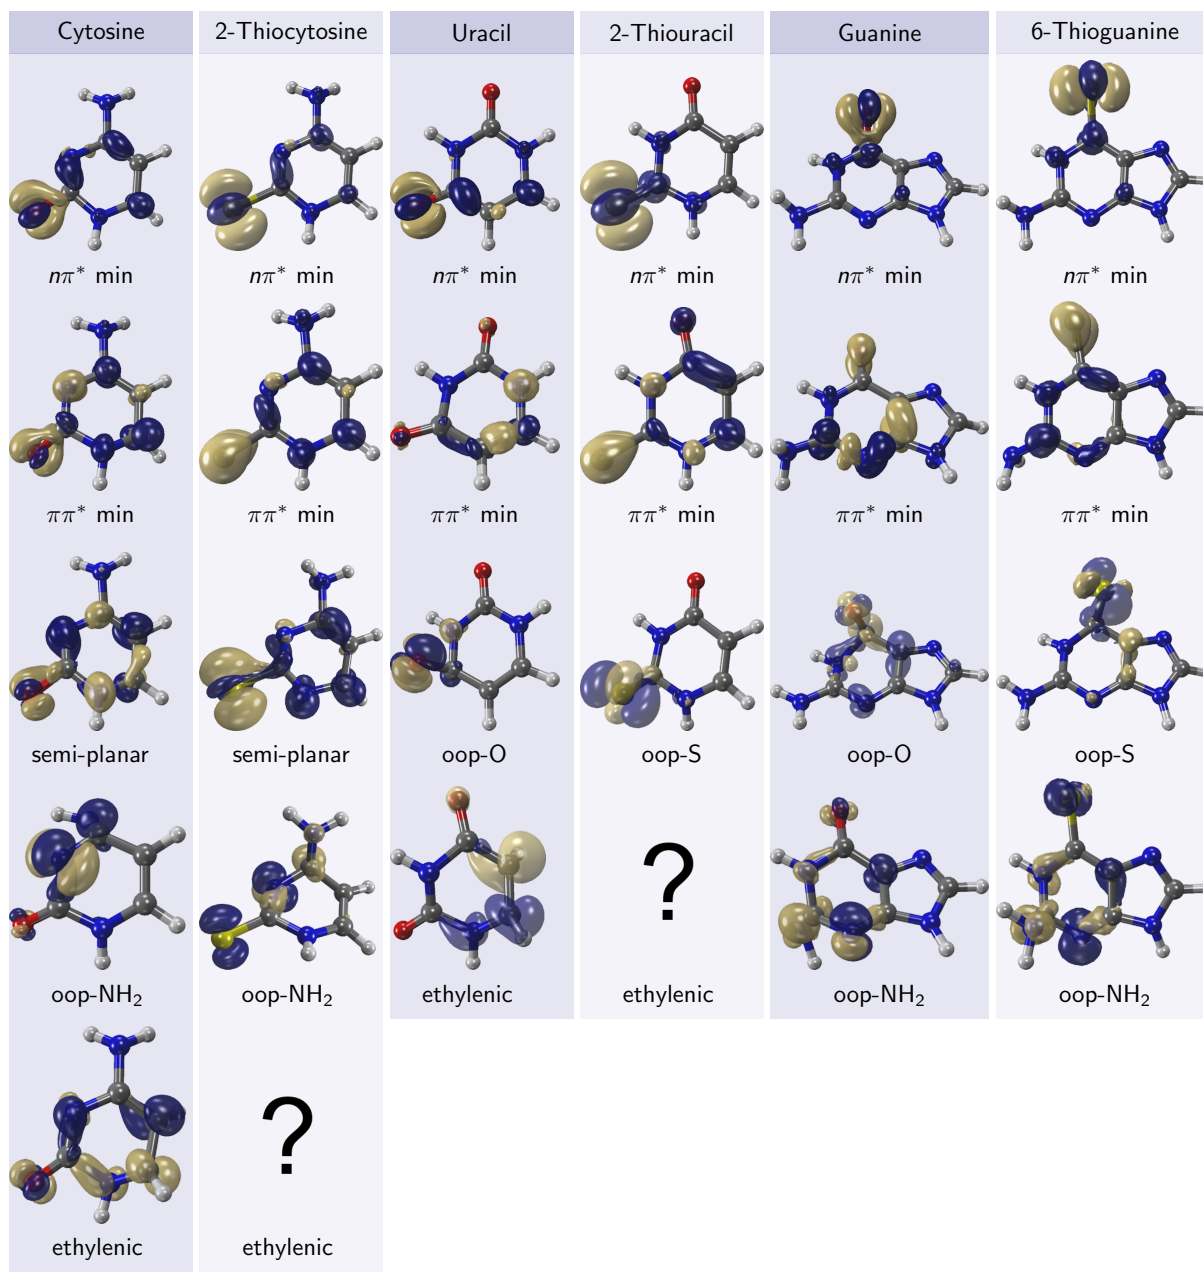 Cytosine 2-Thiocytosine Uracil 2-Thiouracil Guanine 6-Thioguanine
nπ* min nπ* min nπ* min nπ* min nπ* min nπ* min
ππ* min ππ* min ππ* min ππ* min ππ* min ππ* min
semi-planar semi-planar oop-O oop-S oop-O oop-S
?
oop-NH₂ oop-NH₂ ethylenic ethylenic oop-NH₂ oop-NH₂
?
ethylenic ethylenic